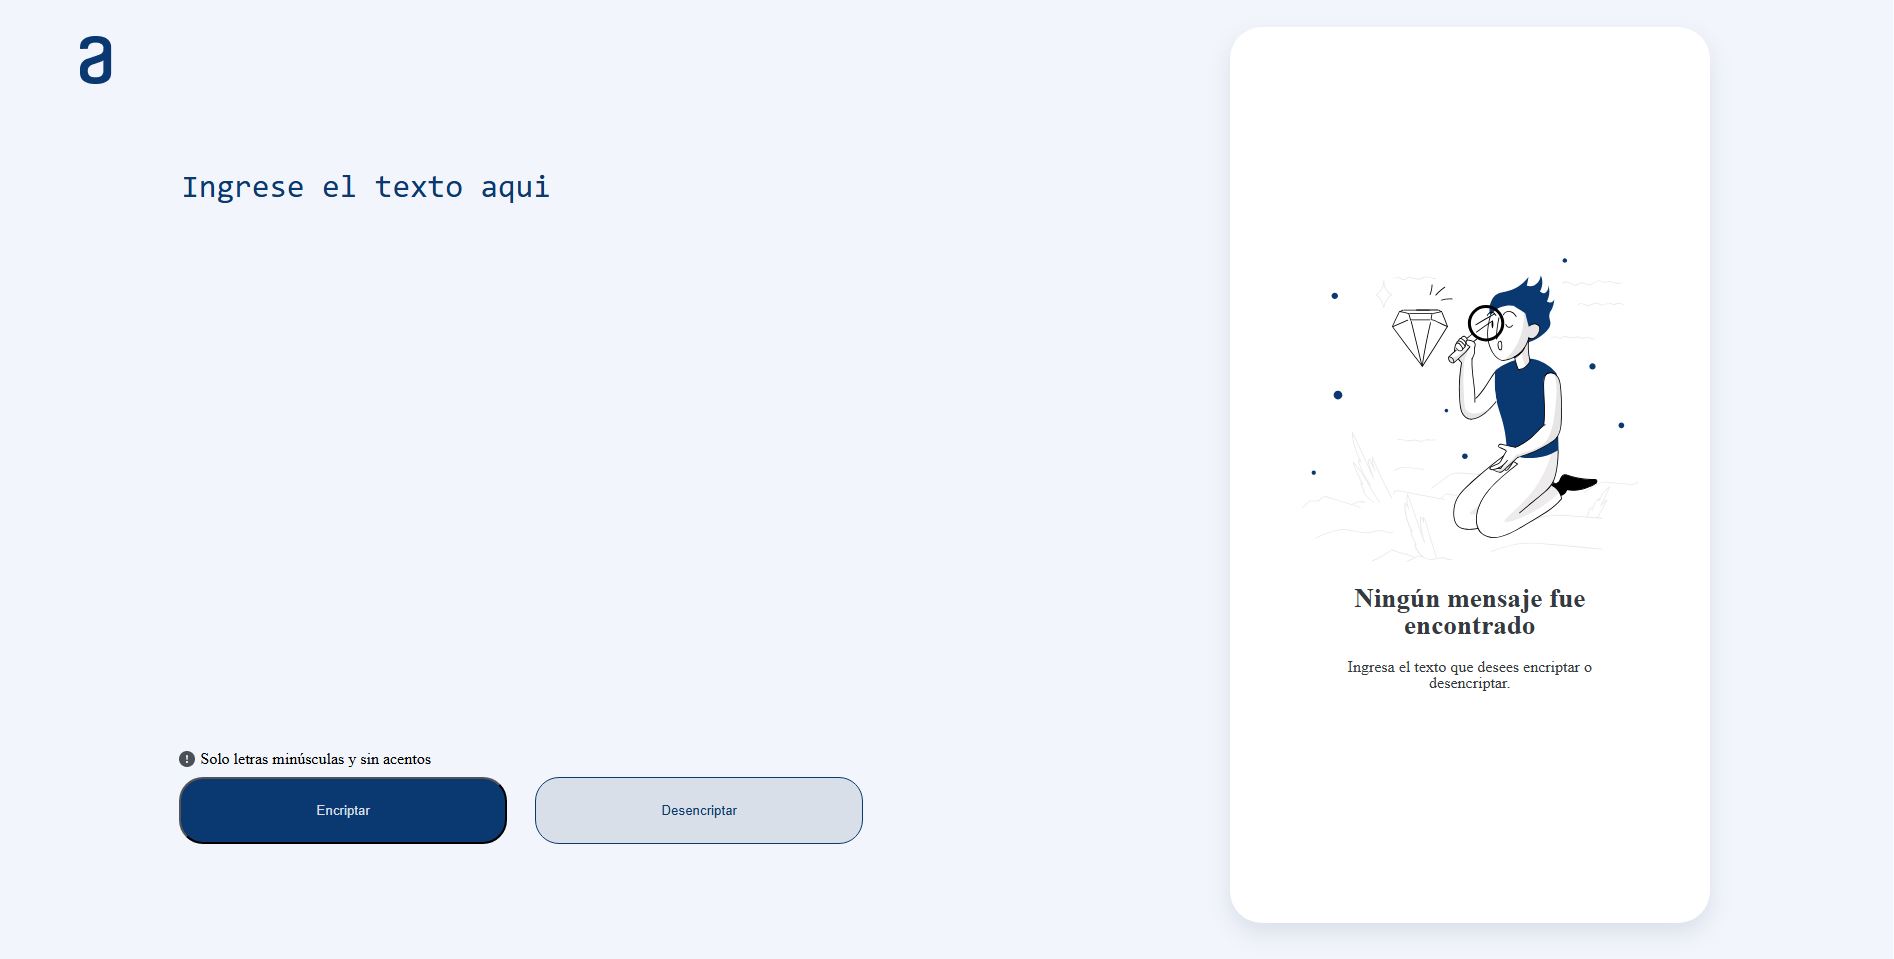 a
Ingrese el texto aqui
Ningún mensaje fue
encontrado
Ingresa el texto que desees encriptar o
desencriptar.
! Solo letras minúsculas y sin acentos
Encriptar
Desencriptar